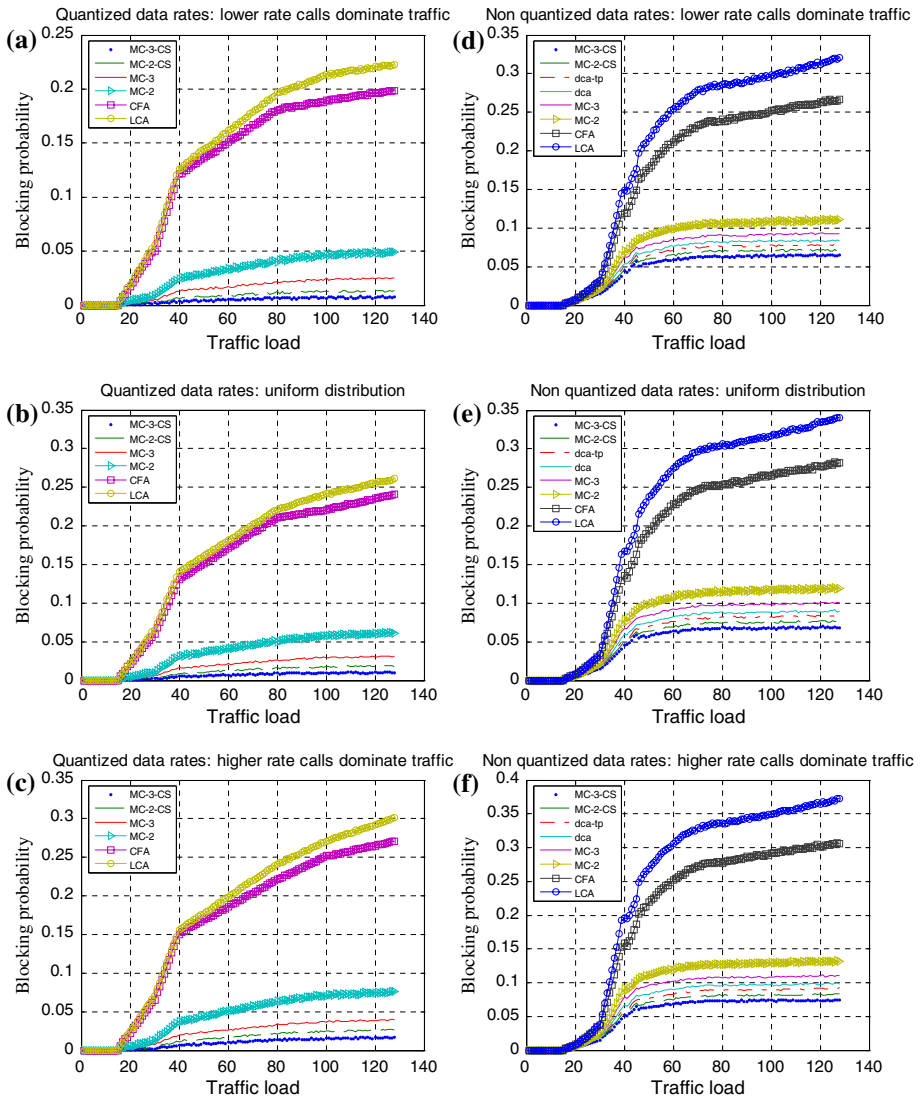 (a)
Quantized data rates: lower rate calls dominate traffic
0.25
0.2
0.15
0.1
0.05
0
Blocking probability
MC-3-CS
MC-2-CS
MC-3
MC-2
CFA
LCA
0 20 40 60 80 100 120 140
Traffic load
(d)
Non quantized data rates: lower rate calls dominate traffic
0.35
0.3
0.25
0.2
0.15
0.1
0.05
0
Blocking probability
MC-3-CS
MC-2-CS
dca-tp
dca
MC-3
MC-2
CFA
LCA
0 20 40 60 80 100 120 140
Traffic load
(b)
Quantized data rates: uniform distribution
0.35
0.3
0.25
0.2
0.15
0.1
0.05
0
Blocking probability
MC-3-CS
MC-2-CS
MC-3
MC-2
CFA
LCA
0 20 40 60 80 100 120 140
Traffic load
(e)
Non quantized data rates: uniform distribution
0.35
0.3
0.25
0.2
0.15
0.1
0.05
0
Blocking probability
MC-3-CS
MC-2-CS
dca-tp
dca
MC-3
MC-2
CFA
LCA
0 20 40 60 80 100 120 140
Traffic load
(c)
Quantized data rates: higher rate calls dominate traffic
0.35
0.3
0.25
0.2
0.15
0.1
0.05
0
Blocking probability
MC-3-CS
MC-2-CS
MC-3
MC-2
CFA
LCA
0 20 40 60 80 100 120 140
Traffic load
(f)
Non quantized data rates: higher rate calls dominate traffic
0.4
0.35
0.3
0.25
0.2
0.15
0.1
0.05
0
Blocking probability
MC-3-CS
MC-2-CS
dca-tp
dca
MC-3
MC-2
CFA
LCA
0 20 40 60 80 100 120 140
Traffic load